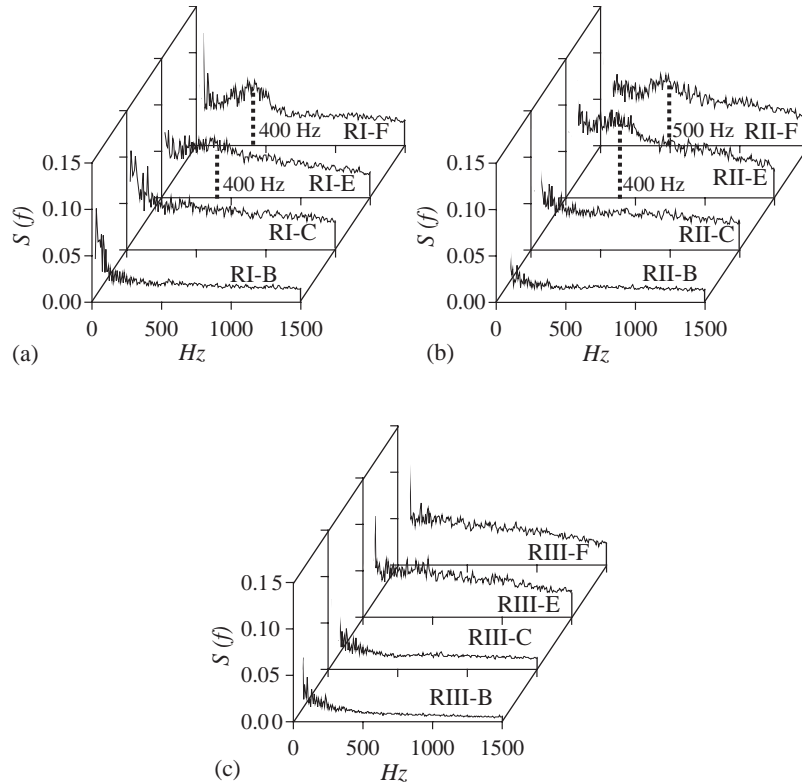 400 Hz
RI-F
400 Hz
RI-E
RI-C
RI-B
0.15
0.10
0.05
0.00
S (f)
0
500
1000
1500
Hz
(a)
500 Hz
RII-F
400 Hz
RII-E
RII-C
RII-B
0.15
0.10
0.05
0.00
S (f)
0
500
1000
1500
Hz
(b)
RIII-F
RIII-E
RIII-C
RIII-B
0.15
0.10
0.05
0.00
S (f)
0
500
1000
1500
Hz
(c)